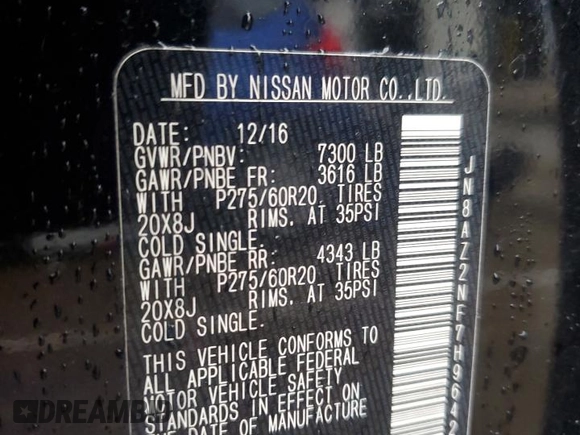 MFD BY NISSAN MOTOR CO.,LTD.
DATE: 12/16
GVWR/PNBV: 7300 LB
GAWR/PNBE FR: 3616 LB
WITH P275/60R20 TIRES
20X8J RIMS. AT 35PSI
COLD SINGLE.
GAWR/PNBE RR: 4343 LB
WITH P275/60R20 TIRES
20X8J RIMS. AT 35PSI
COLD SINGLE.
THIS VEHICLE CONFORMS TO
ALL APPLICABLE FEDERAL
MOTOR VEHICLE SAFETY
STANDARDS IN EFFECT ON
DATE OF MANUFACTURE
JN8AZ2NF7H9642